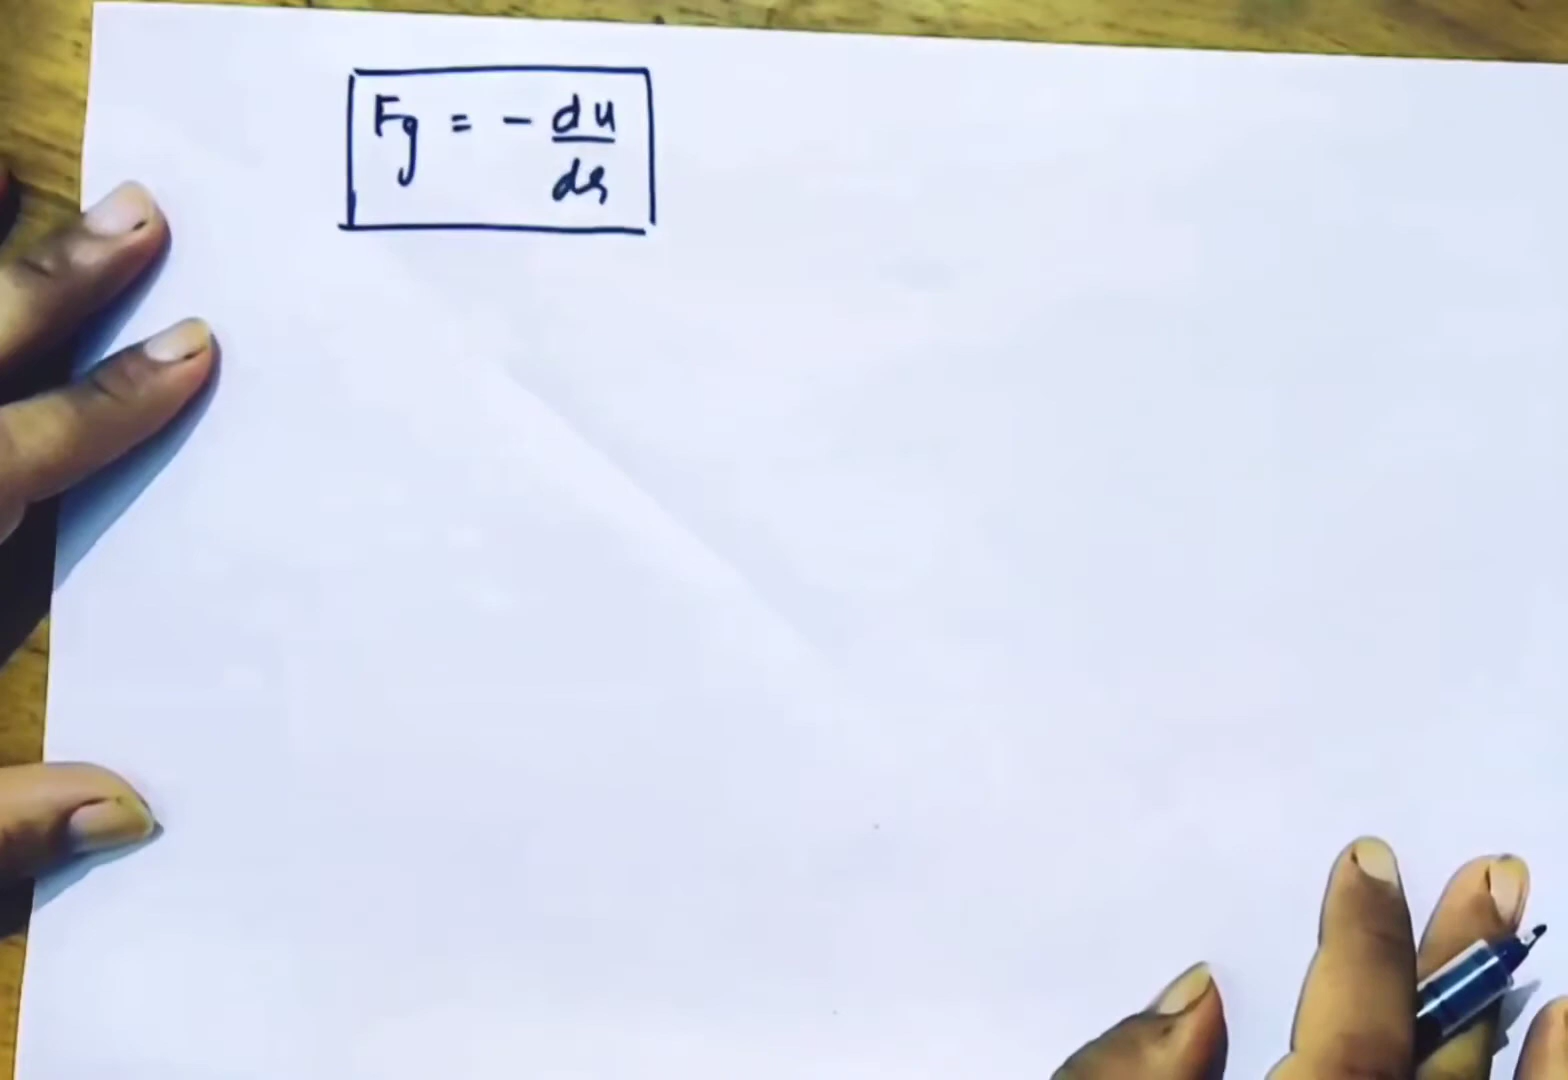 Fg = - du/dr